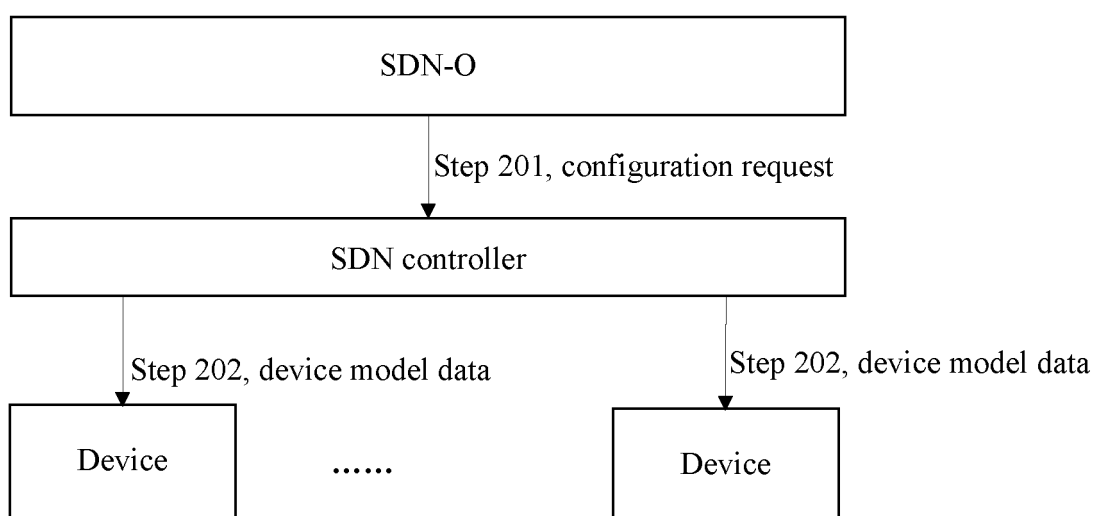 SDN-O
Step 201, configuration request
SDN controller
Step 202, device model data
Step 202, device model data
Device
……
Device